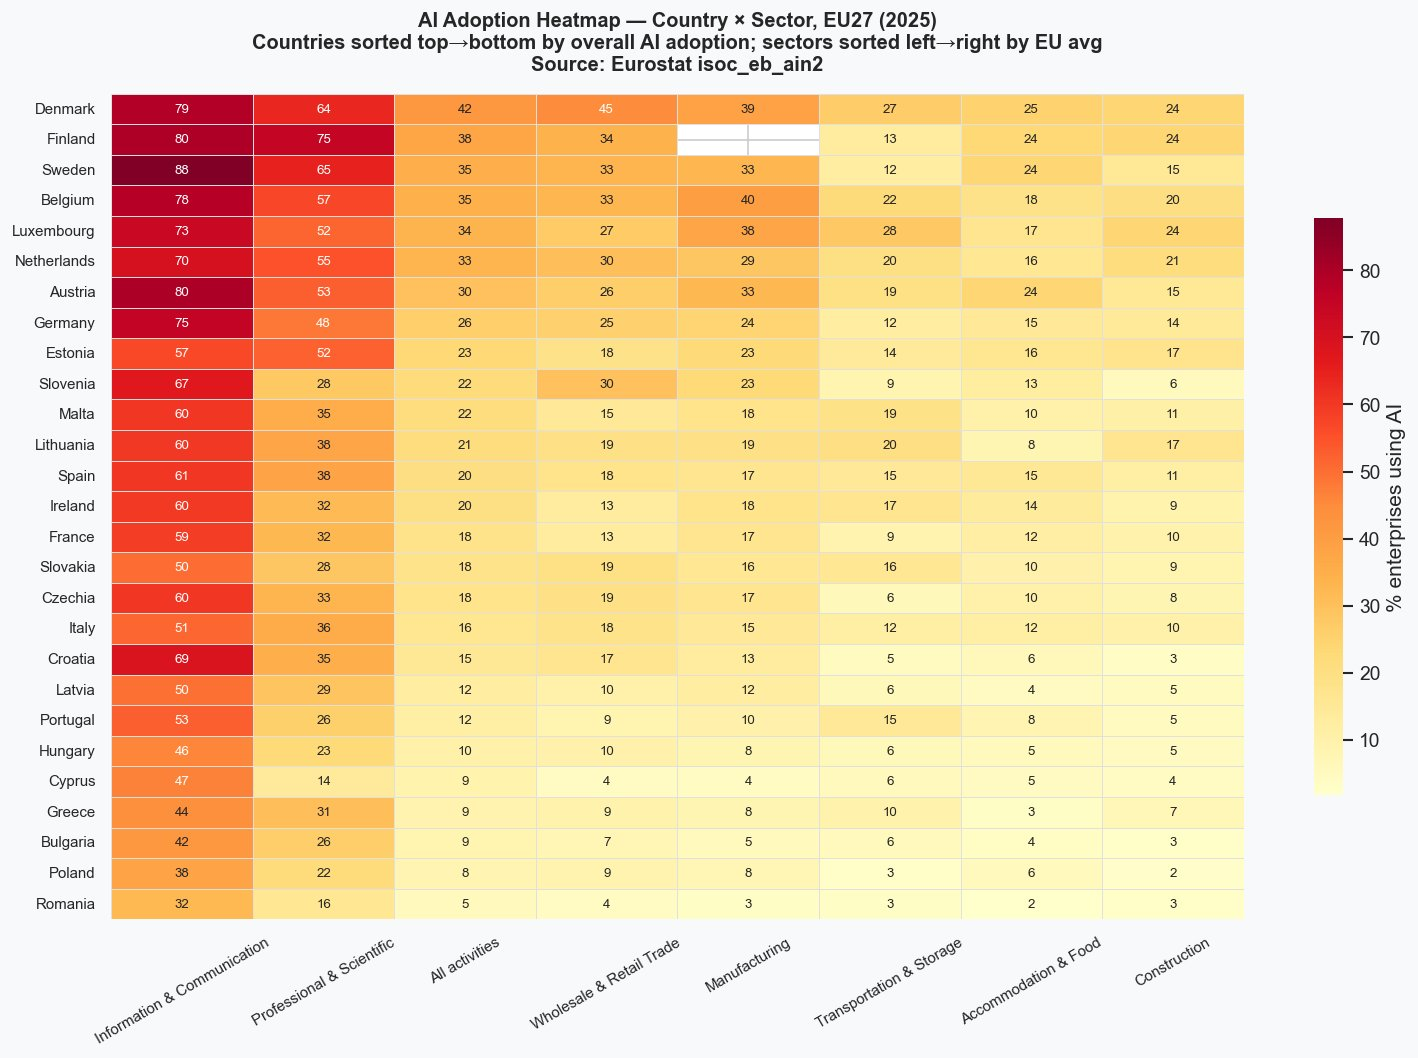 AI Adoption Heatmap — Country × Sector, EU27 (2025)
Countries sorted top→bottom by overall AI adoption; sectors sorted left→right by EU avg
Source: Eurostat isoc_eb_ain2
Denmark 79 64 42 45 39 27 25 24
Finland 80 75 38 34 13 24 24
Sweden 88 65 35 33 33 12 24 15
Belgium 78 57 35 33 40 22 18 20
Luxembourg 73 52 34 27 38 28 17 24
Netherlands 70 55 33 30 29 20 16 21
Austria 80 53 30 26 33 19 24 15
Germany 75 48 26 25 24 12 15 14
Estonia 57 52 23 18 23 14 16 17
Slovenia 67 28 22 30 23 9 13 6
Malta 60 35 22 15 18 19 10 11
Lithuania 60 38 21 19 19 20 8 17
Spain 61 38 20 18 17 15 15 11
Ireland 60 32 20 13 18 17 14 9
France 59 32 18 13 17 9 12 10
Slovakia 50 28 18 19 16 16 10 9
Czechia 60 33 18 19 17 6 10 8
Italy 51 36 16 18 15 12 12 10
Croatia 69 35 15 17 13 5 6 3
Latvia 50 29 12 10 12 6 4 5
Portugal 53 26 12 9 10 15 8 5
Hungary 46 23 10 10 8 6 5 5
Cyprus 47 14 9 4 4 6 5 4
Greece 44 31 9 9 8 10 3 7
Bulgaria 42 26 9 7 5 6 4 3
Poland 38 22 8 9 8 3 6 2
Romania 32 16 5 4 3 3 2 3
Information & Communication
Professional & Scientific
All activities
Wholesale & Retail Trade
Manufacturing
Transportation & Storage
Accommodation & Food
Construction
80
70
60
50
40
30
20
10
% enterprises using AI